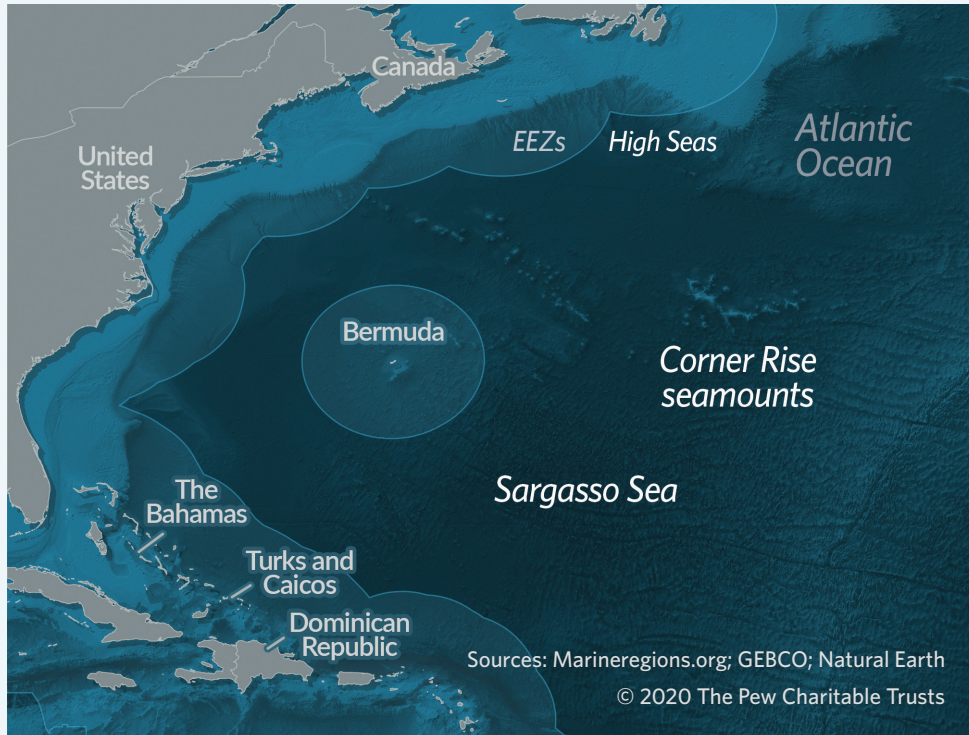 Canada
EEZs
High Seas
Atlantic
Ocean
United
States
Bermuda
Corner Rise
seamounts
Sargasso Sea
The
Bahamas
Turks and
Caicos
Dominican
Republic
Sources: Marineregions.org; GEBCO; Natural Earth
© 2020 The Pew Charitable Trusts